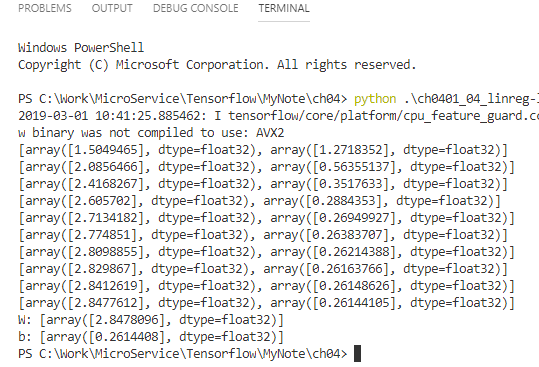 PROBLEMS OUTPUT DEBUG CONSOLE TERMINAL
Windows PowerShell
Copyright (C) Microsoft Corporation. All rights reserved.
PS C:\Work\MicroService\Tensorflow\MyNote\ch04> python .\ch0401_04_linreg-
2019-03-01 10:41:25.885462: I tensorflow/core/platform/cpu_feature_guard.cc
w binary was not compiled to use: AVX2
[array([1.5049465], dtype=float32), array([1.2718352], dtype=float32)]
[array([2.0856466], dtype=float32), array([0.56355137], dtype=float32)]
[array([2.4168267], dtype=float32), array([0.3517633], dtype=float32)]
[array([2.605702], dtype=float32), array([0.2884353], dtype=float32)]
[array([2.7134182], dtype=float32), array([0.26949927], dtype=float32)]
[array([2.774851], dtype=float32), array([0.26383707], dtype=float32)]
[array([2.8098855], dtype=float32), array([0.26214388], dtype=float32)]
[array([2.829867], dtype=float32), array([0.26163766], dtype=float32)]
[array([2.8412619], dtype=float32), array([0.26148626], dtype=float32)]
[array([2.8477612], dtype=float32), array([0.26144105], dtype=float32)]
W: [array([2.8478096], dtype=float32)]
b: [array([0.2614408], dtype=float32)]
PS C:\Work\MicroService\Tensorflow\MyNote\ch04>